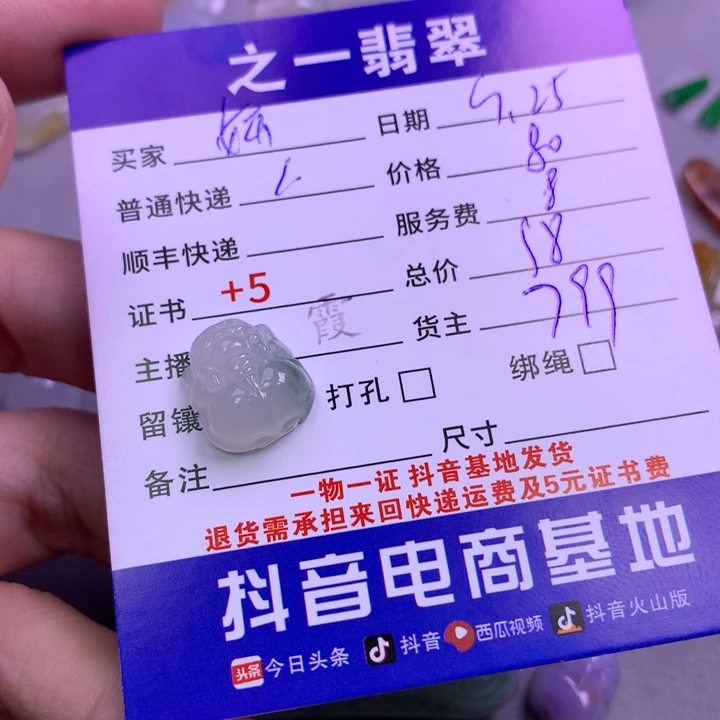 之一翡翠
买家 日期 5.25
普通快递 价格 80
顺丰快递 服务费 8
证书 +5 总价
主播 霞 货主 799
留镶 打孔 绑绳
备注 尺寸
一物一证 抖音基地发货
退货需承担来回快递运费及5元证书费
抖音电商基地
头条 今日头条 抖音 西瓜视频 抖音火山版